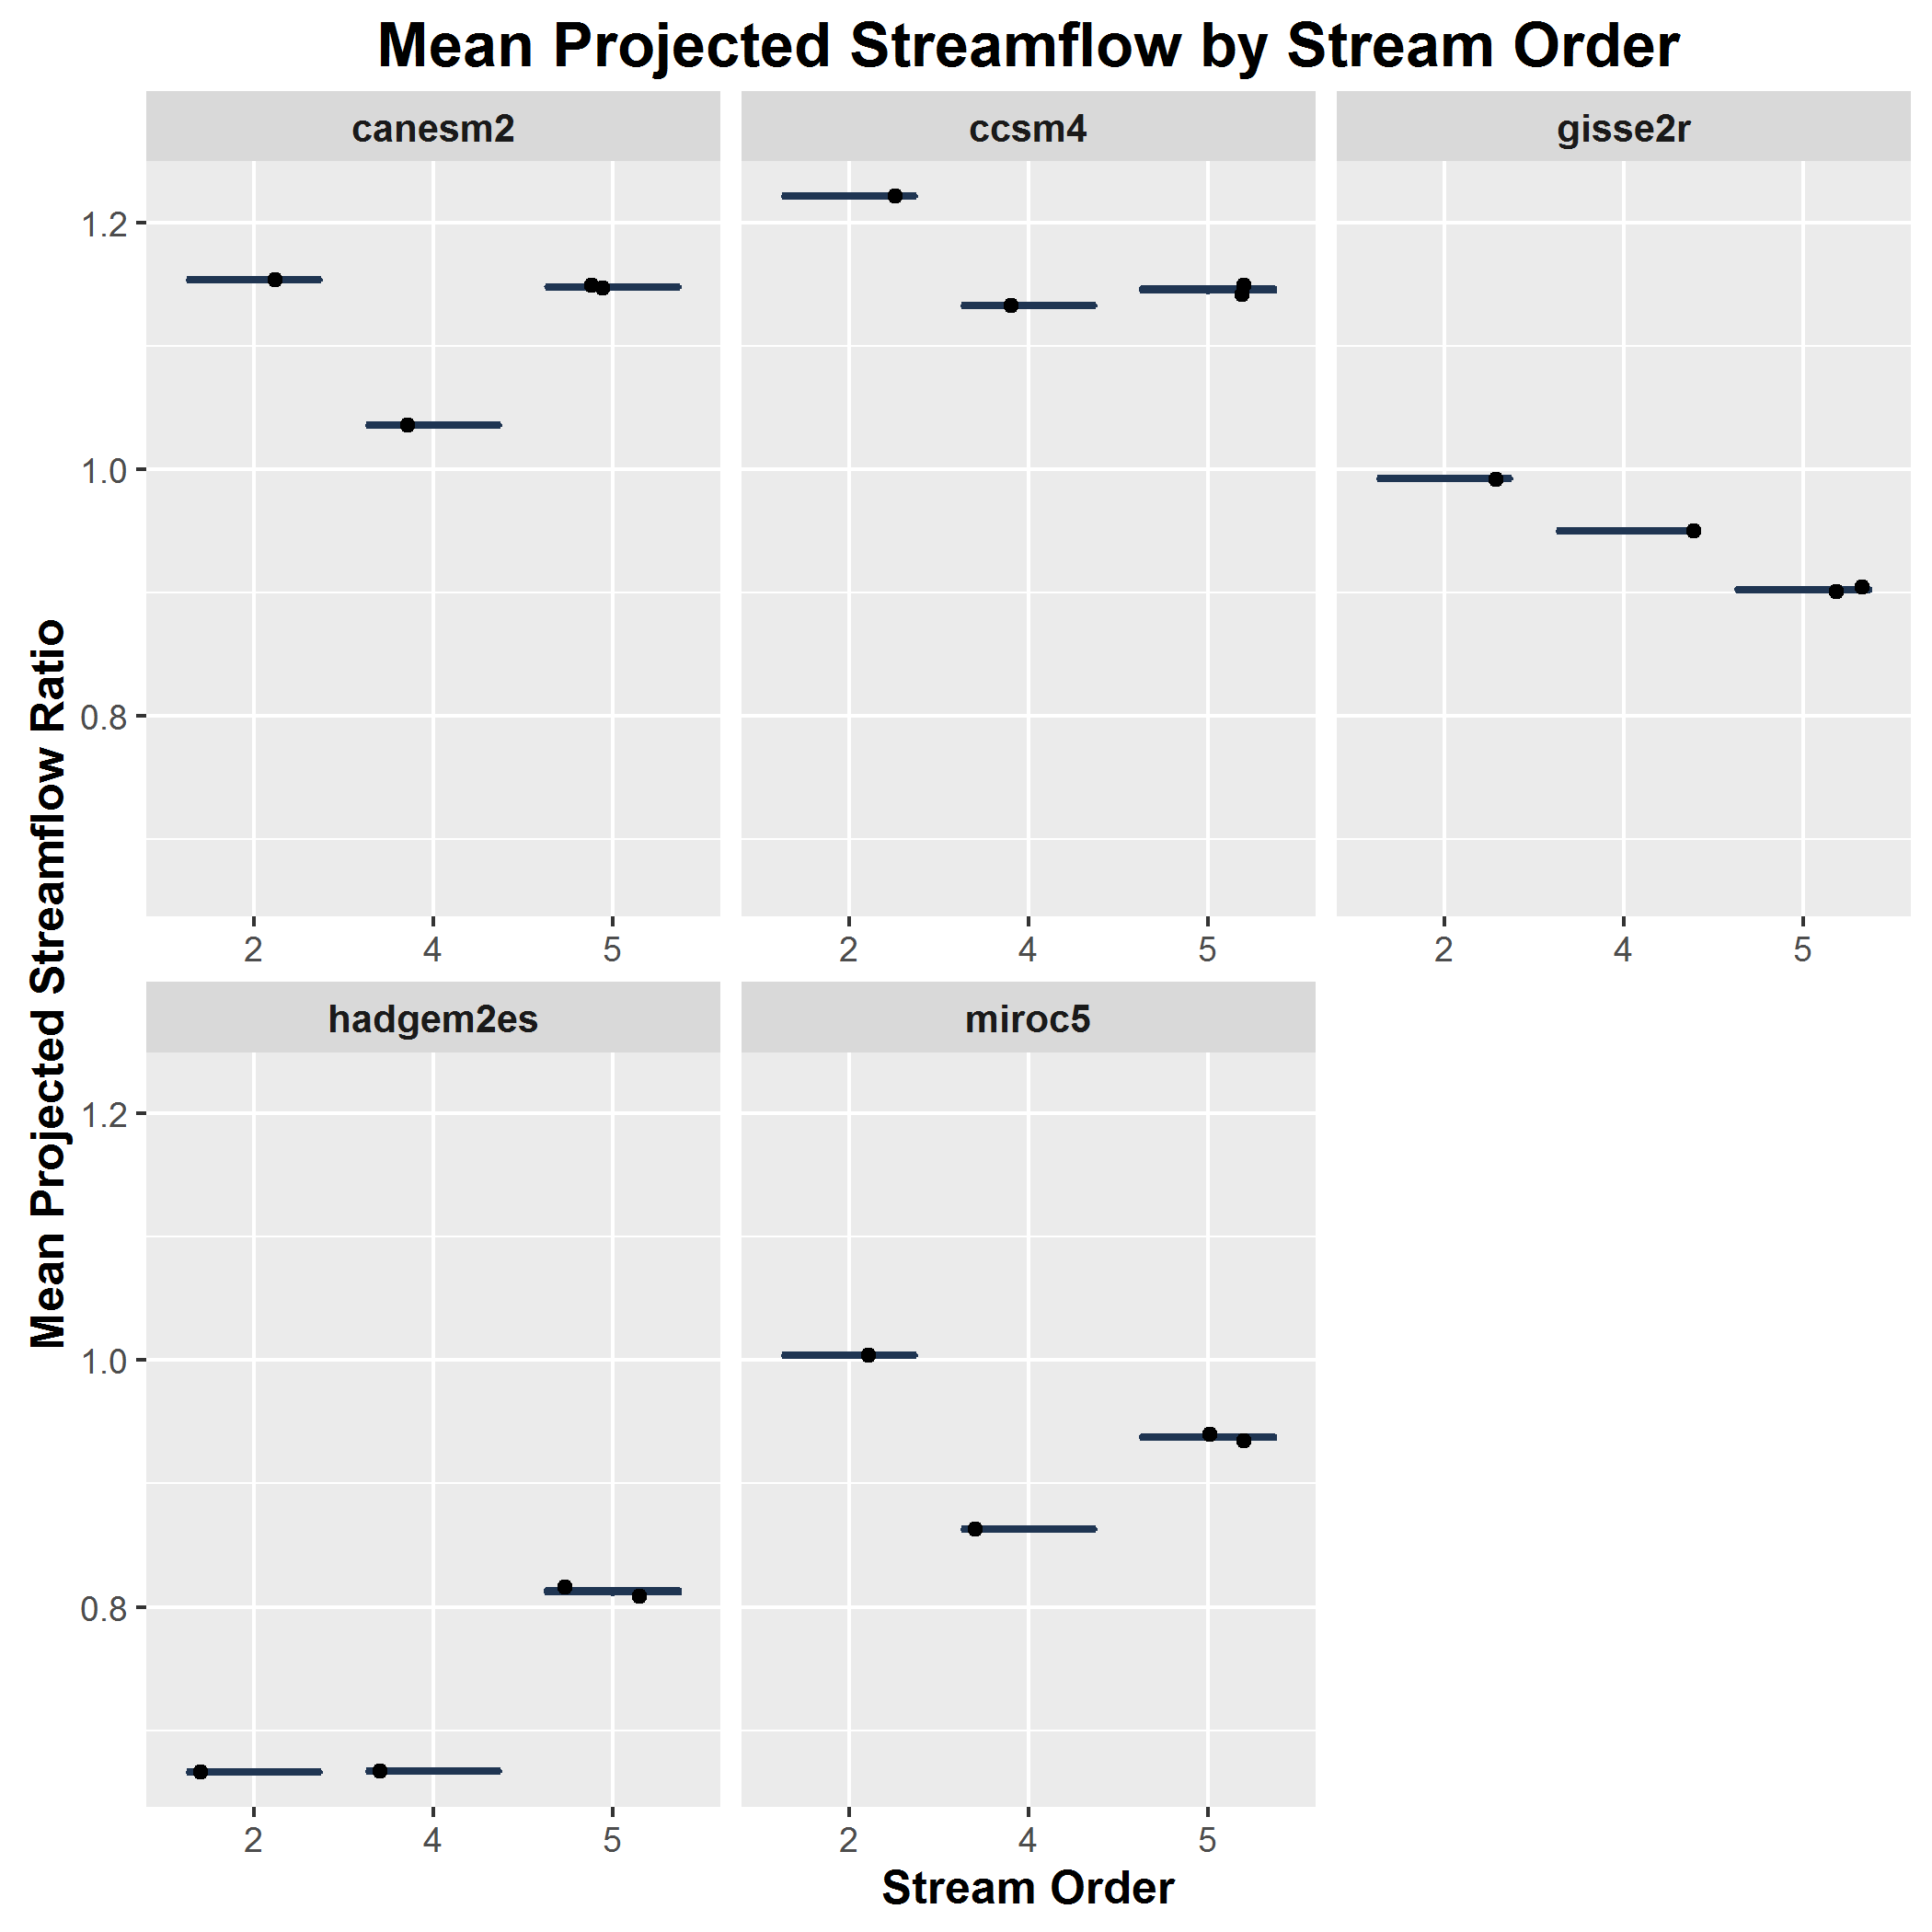 Mean Projected Streamflow by Stream Order
canesm2 ccsm4 gisse2r
1.2
1.0
0.8
2 4 5 2 4 5 2 4 5
Mean Projected Streamflow Ratio
hadgem2es miroc5
1.2
1.0
0.8
2 4 5 2 4 5
Stream Order